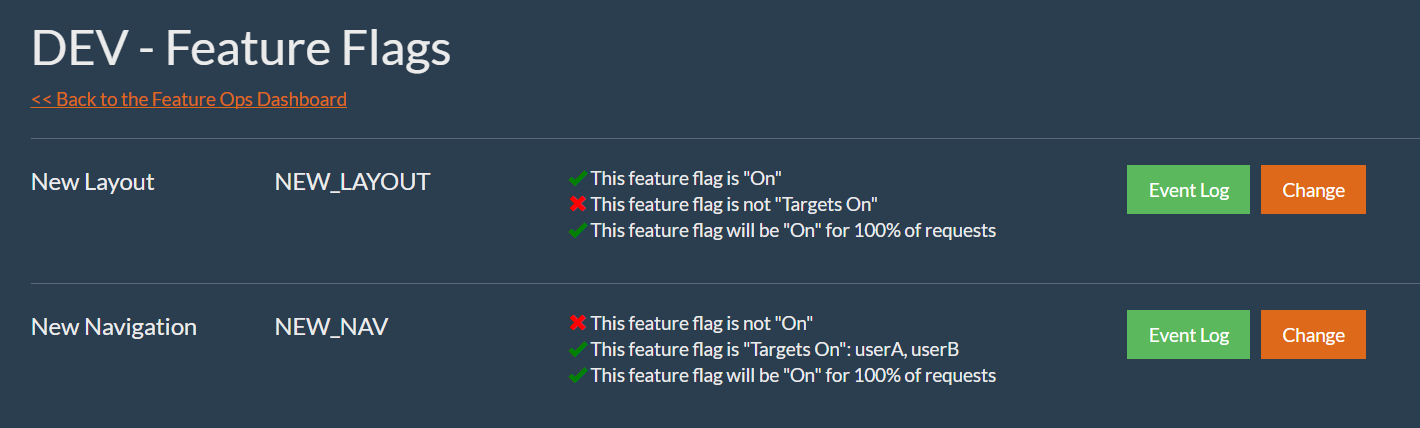 DEV - Feature Flags
<< Back to the Feature Ops Dashboard
New Layout
NEW_LAYOUT
This feature flag is "On"
This feature flag is not "Targets On"
This feature flag will be "On" for 100% of requests
Event Log
Change
New Navigation
NEW_NAV
This feature flag is not "On"
This feature flag is "Targets On": userA, userB
This feature flag will be "On" for 100% of requests
Event Log
Change